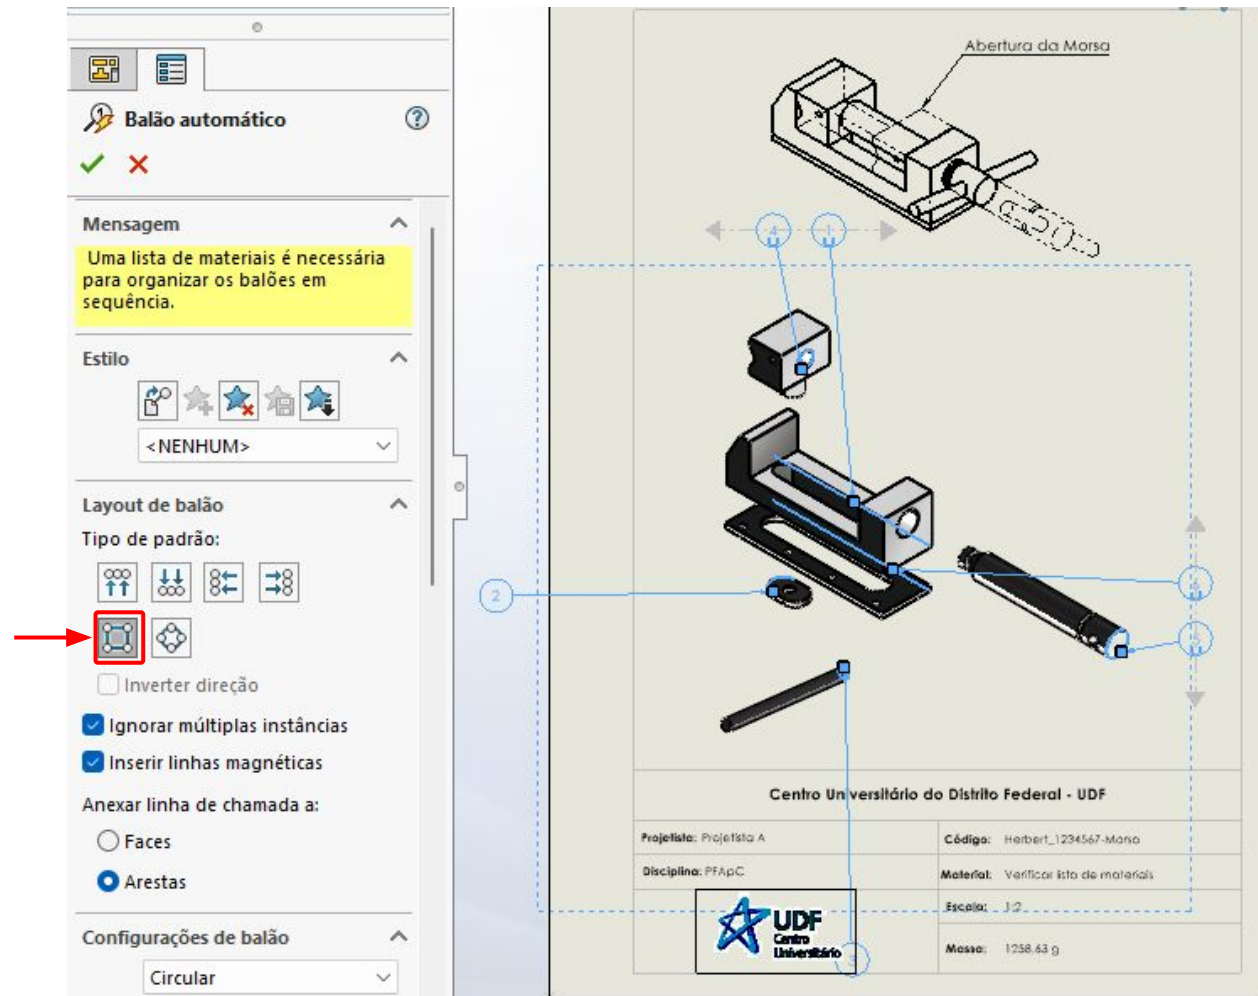 Balão automático
Mensagem
Uma lista de materiais é necessária
para organizar os balões em
sequência.
Estilo
<NENHUM>
Layout de balão
Tipo de padrão:
Inverter direção
Ignorar múltiplas instâncias
Inserir linhas magnéticas
Anexar linha de chamada a:
Faces
Arestas
Configurações de balão
Circular
Abertura da Morsa
4
1
2
6
5
3
Centro Universitário do Distrito Federal - UDF
Projetista: Projetista A
Código: Herbert_1234567-Morsa
Disciplina: PFApC
Material: Verificar lista de materiais
Escala: 1:2
Massa: 1258.63 g
UDF
Centro
Universitário